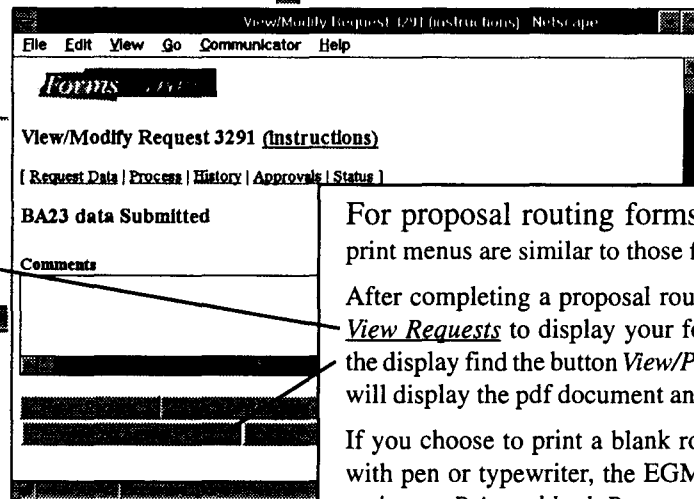 View/Modify Request 3291 (instructions) Netscape
File Edit View Go Communicator Help
Forms
View/Modify Request 3291 (Instructions)
[ Request Data | Process | History | Approvals | Status ]
BA23 data Submitted
Comments
For proposal routing forms
print menus are similar to those f
After completing a proposal rou
View Requests to display your fo
the display find the button View/P
will display the pdf document an
If you choose to print a blank ro
with pen or typewriter, the EGM